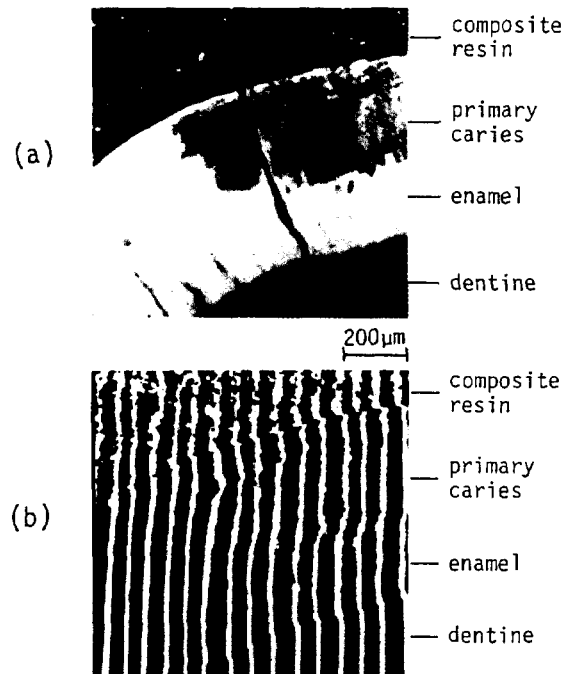 composite
resin
primary
caries
(a)
enamel
dentine
200μm
composite
resin
primary
caries
(b)
enamel
dentine